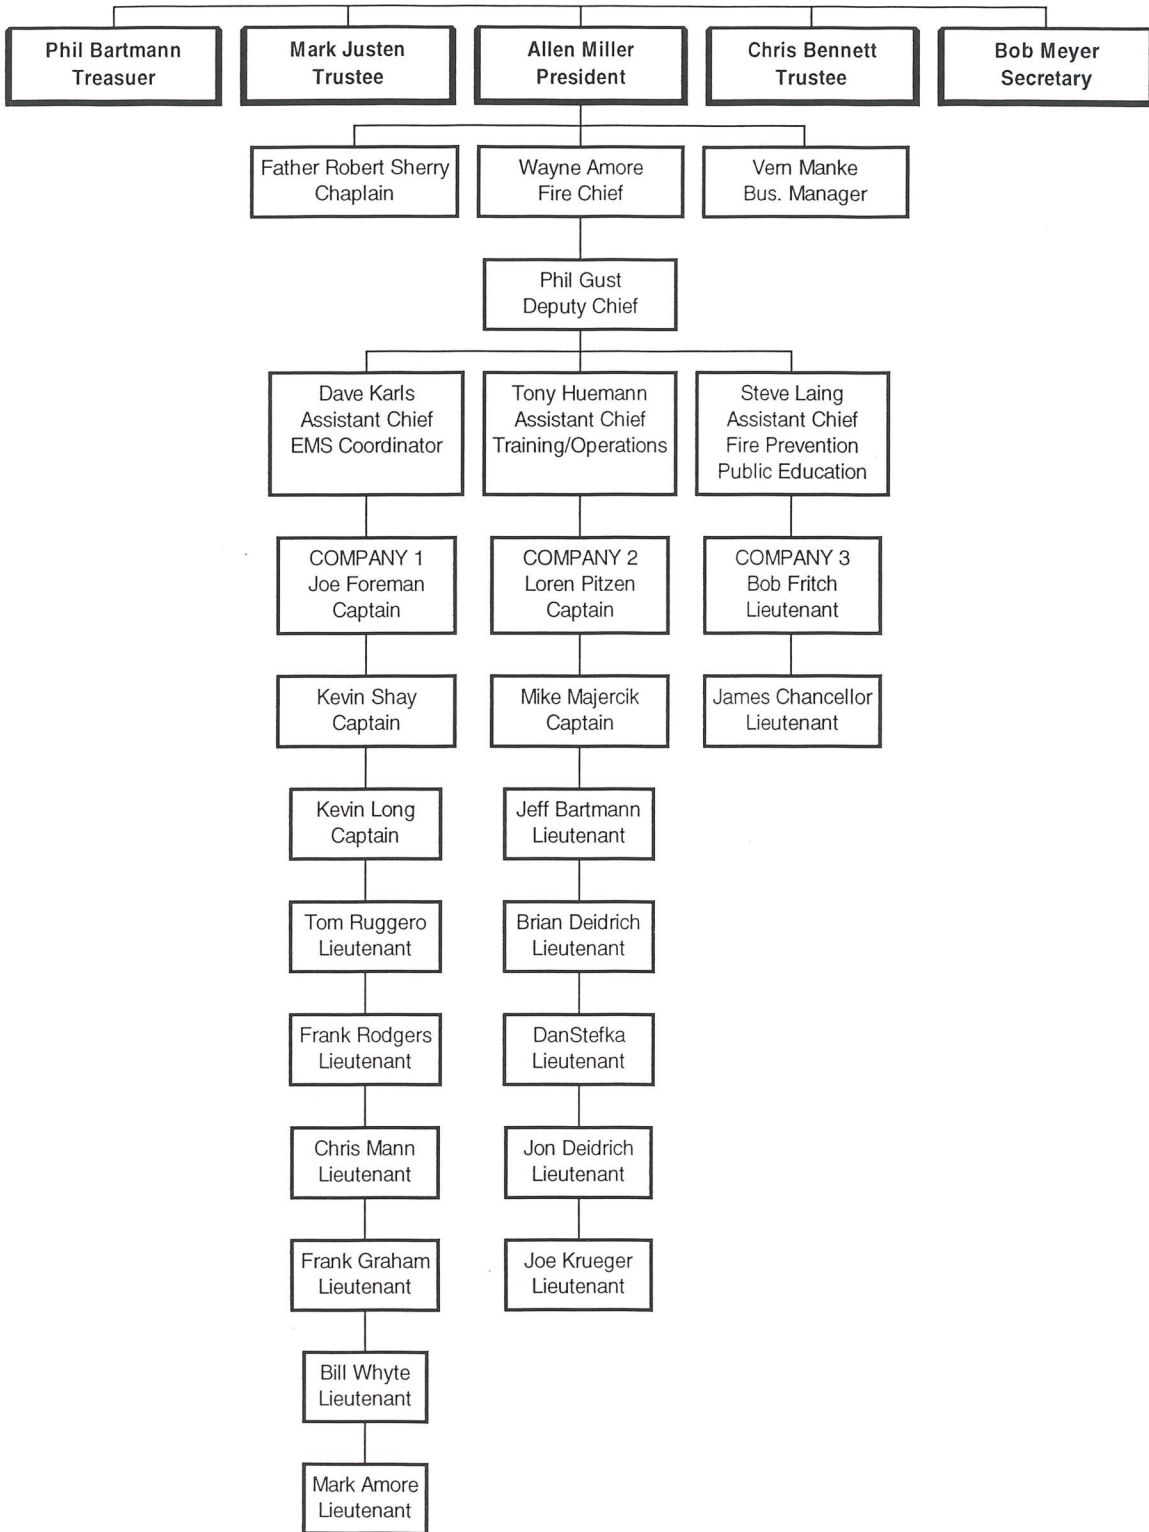 Phil Bartmann
Treasuer
Mark Justen
Trustee
Allen Miller
President
Chris Bennett
Trustee
Bob Meyer
Secretary
Father Robert Sherry
Chaplain
Wayne Amore
Fire Chief
Vern Manke
Bus. Manager
Phil Gust
Deputy Chief
Dave Karls
Assistant Chief
EMS Coordinator
Tony Huemann
Assistant Chief
Training/Operations
Steve Laing
Assistant Chief
Fire Prevention
Public Education
COMPANY 1
Joe Foreman
Captain
COMPANY 2
Loren Pitzen
Captain
COMPANY 3
Bob Fritch
Lieutenant
Kevin Shay
Captain
Mike Majercik
Captain
James Chancellor
Lieutenant
Kevin Long
Captain
Jeff Bartmann
Lieutenant
Tom Ruggero
Lieutenant
Brian Deidrich
Lieutenant
Frank Rodgers
Lieutenant
DanStefka
Lieutenant
Chris Mann
Lieutenant
Jon Deidrich
Lieutenant
Frank Graham
Lieutenant
Joe Krueger
Lieutenant
Bill Whyte
Lieutenant
Mark Amore
Lieutenant